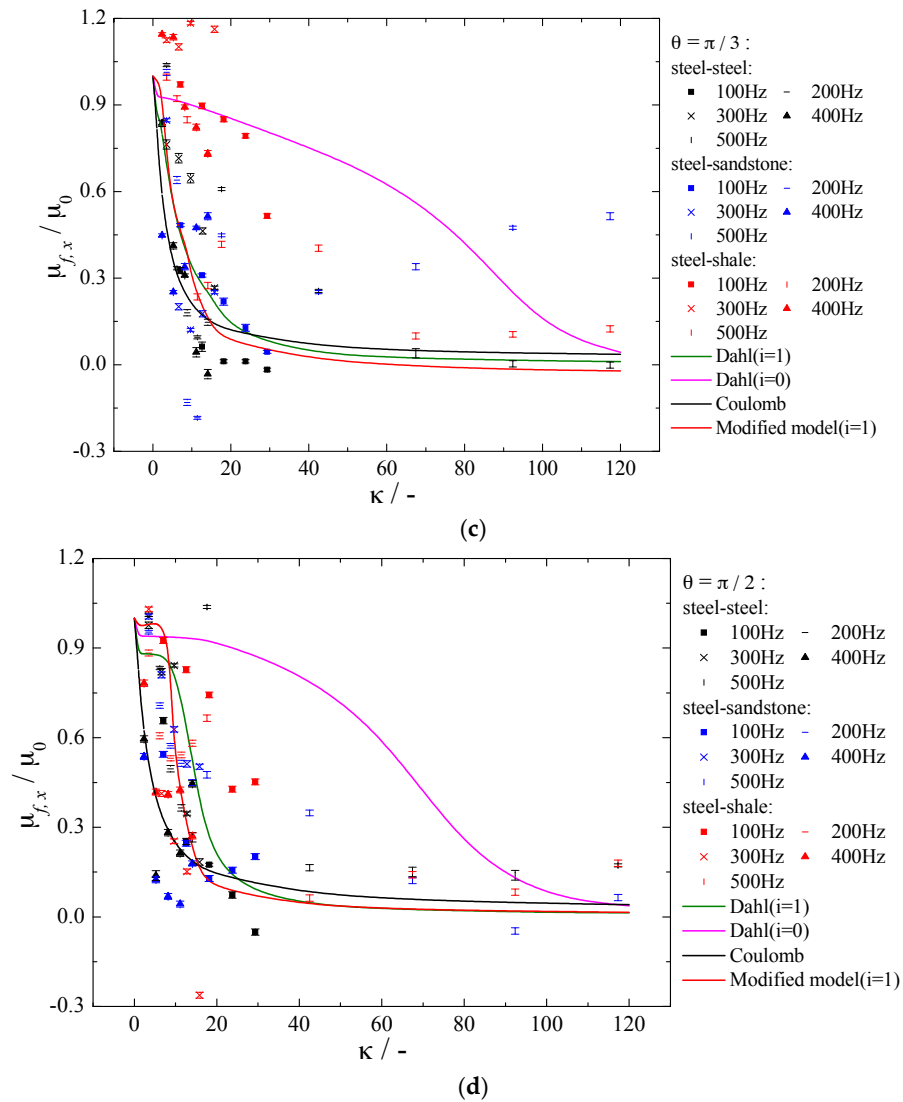 1.2
0.9
0.6
0.3
0.0
-0.3
μf,x / μ0
0 20 40 60 80 100 120
κ / -
θ = π / 3 :
steel-steel:
100Hz 200Hz
300Hz 400Hz
500Hz
steel-sandstone:
100Hz 200Hz
300Hz 400Hz
500Hz
steel-shale:
100Hz 200Hz
300Hz 400Hz
500Hz
Dahl(i=1)
Dahl(i=0)
Coulomb
Modified model(i=1)
(c)
1.2
0.9
0.6
0.3
0.0
-0.3
μf,x / μ0
0 20 40 60 80 100 120
κ / -
θ = π / 2 :
steel-steel:
100Hz 200Hz
300Hz 400Hz
500Hz
steel-sandstone:
100Hz 200Hz
300Hz 400Hz
500Hz
steel-shale:
100Hz 200Hz
300Hz 400Hz
500Hz
Dahl(i=1)
Dahl(i=0)
Coulomb
Modified model(i=1)
(d)